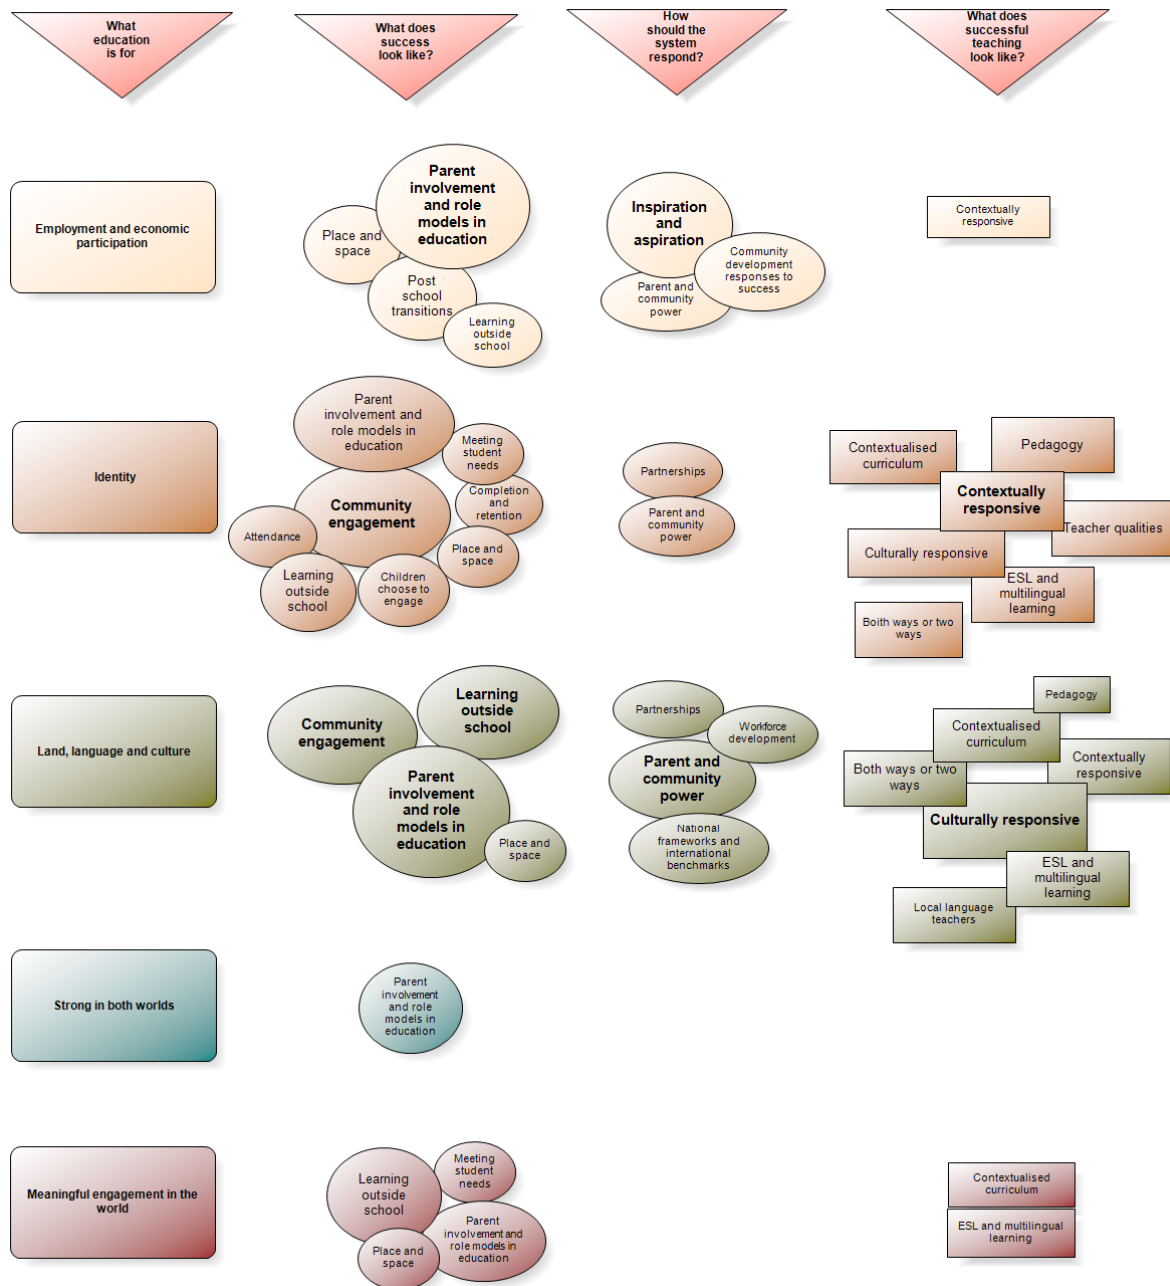 What
education
is for
What does
success
look like?
How
should the
system
respond?
What does
successful
teaching
look like?
Employment and economic
participation
Parent
involvement
and role
models in
education
Place and
space
Post
school
transitions
Learning
outside
school
Inspiration
and
aspiration
Community
development
responses to
success
Parent and
community
power
Contextually
responsive
Identity
Parent
involvement and
role models in
education
Meeting
student
needs
Completion
and
retention
Community
engagement
Attendance
Place and
space
Learning
outside
school
Children
choose to
engage
Partnerships
Parent and
community
power
Contextualised
curriculum
Pedagogy
Contextually
responsive
Teacher qualities
Culturally responsive
ESL and
multilingual
learning
Boith ways or two
ways
Land, language and culture
Community
engagement
Learning
outside
school
Parent
involvement
and role
models in
education
Place and
space
Partnerships
Workforce
development
Parent and
community
power
National
frameworks and
international
benchmarks
Pedagogy
Contextualised
curriculum
Contextually
responsive
Both ways or two
ways
Culturally responsive
ESL and
multilingual
learning
Local language
teachers
Strong in both worlds
Parent
involvement
and role
models in
education
Meaningful engagement in the
world
Learning
outside
school
Meeting
student
needs
Parent
involvement and
role models in
education
Place and
space
Contextualised
curriculum
ESL and multilingual
learning